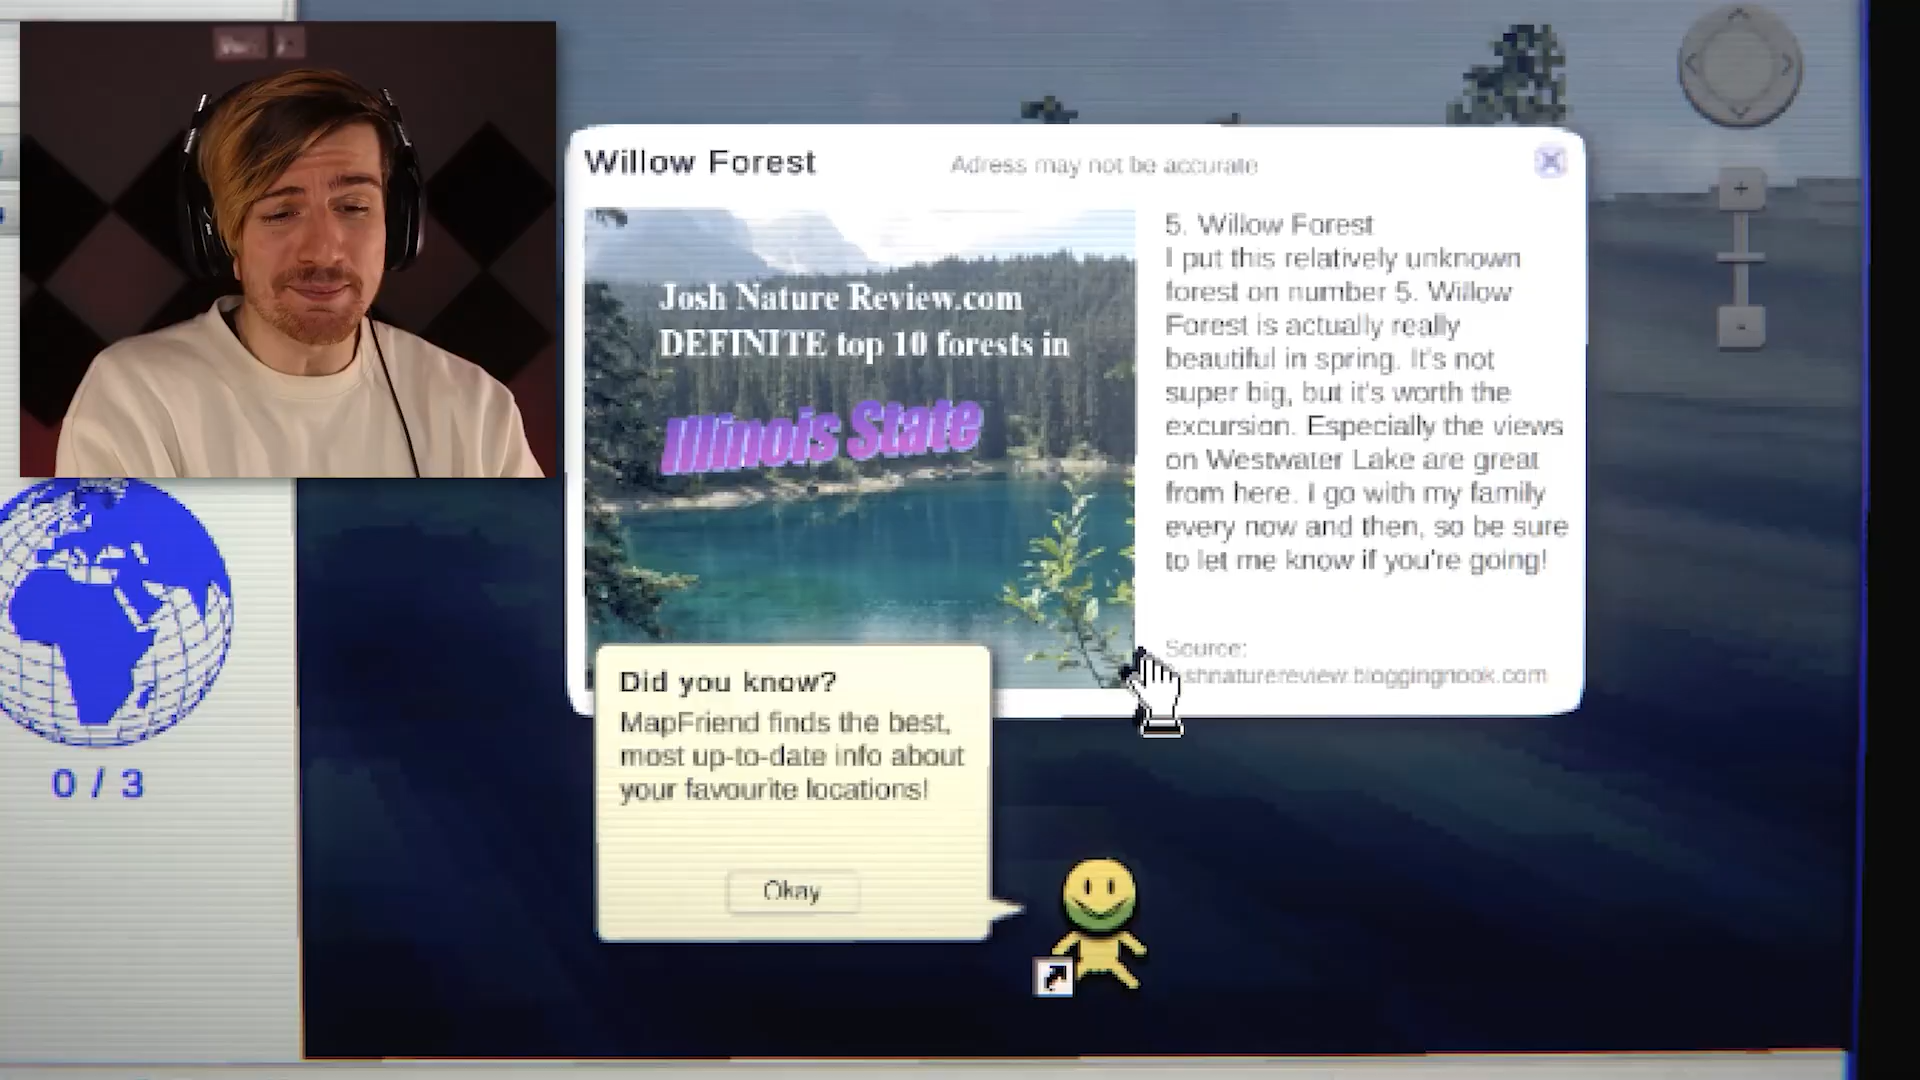 Willow Forest
Adress may not be accurate
Josh Nature Review.com
DEFINITE top 10 forests in
Illinois State
5. Willow Forest
I put this relatively unknown
forest on number 5. Willow
Forest is actually really
beautiful in spring. It's not
super big, but it's worth the
excursion. Especially the views
on Westwater Lake are great
from here. I go with my family
every now and then, so be sure
to let me know if you're going!
Source:
shnaturereview.bloggingnook.com
Did you know?
MapFriend finds the best,
most up-to-date info about
your favourite locations!
Okay
0 / 3
+
-